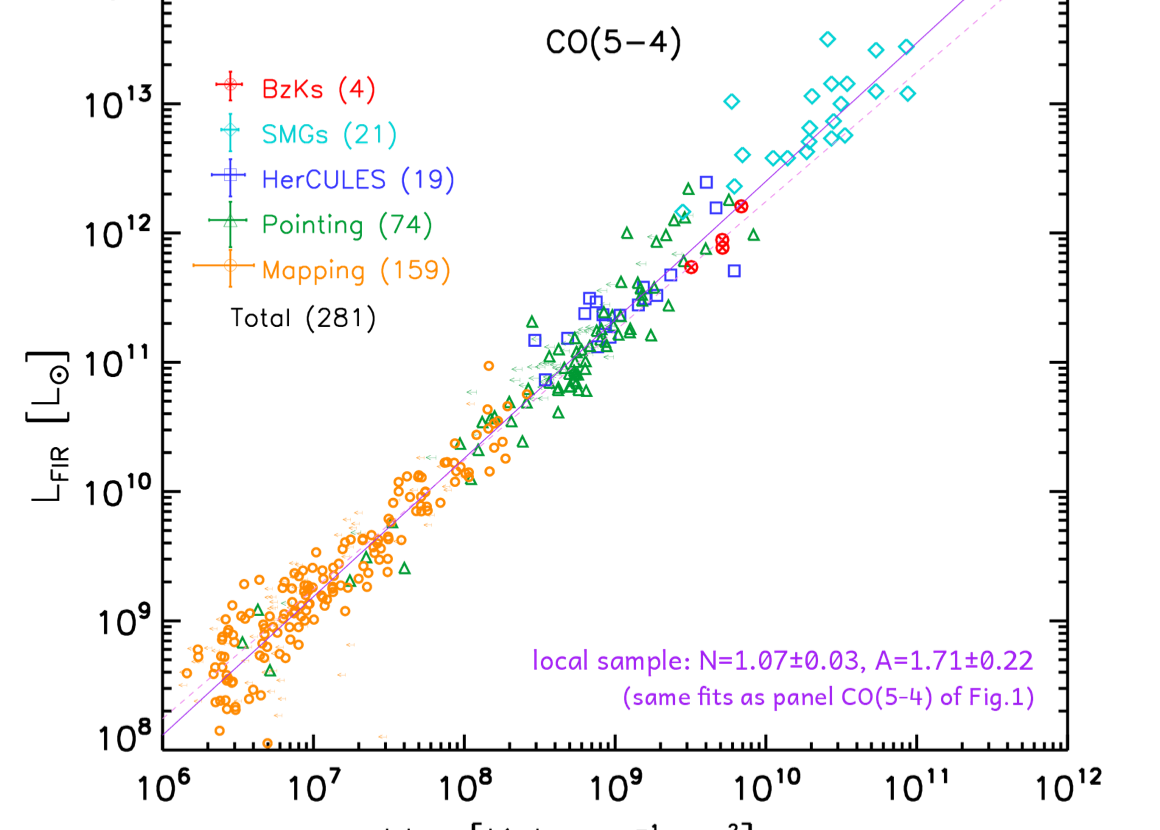 CO(5−4)
10¹³
BzKs (4)
SMGs (21)
HerCULES (19)
10¹²
Pointing (74)
Mapping (159)
Total (281)
10¹¹
L_FIR [L_⊙]
10¹⁰
10⁹
local sample: N=1.07±0.03, A=1.71±0.22
(same fits as panel CO(5-4) of Fig.1)
10⁸
10⁶ 10⁷ 10⁸ 10⁹ 10¹⁰ 10¹¹ 10¹²